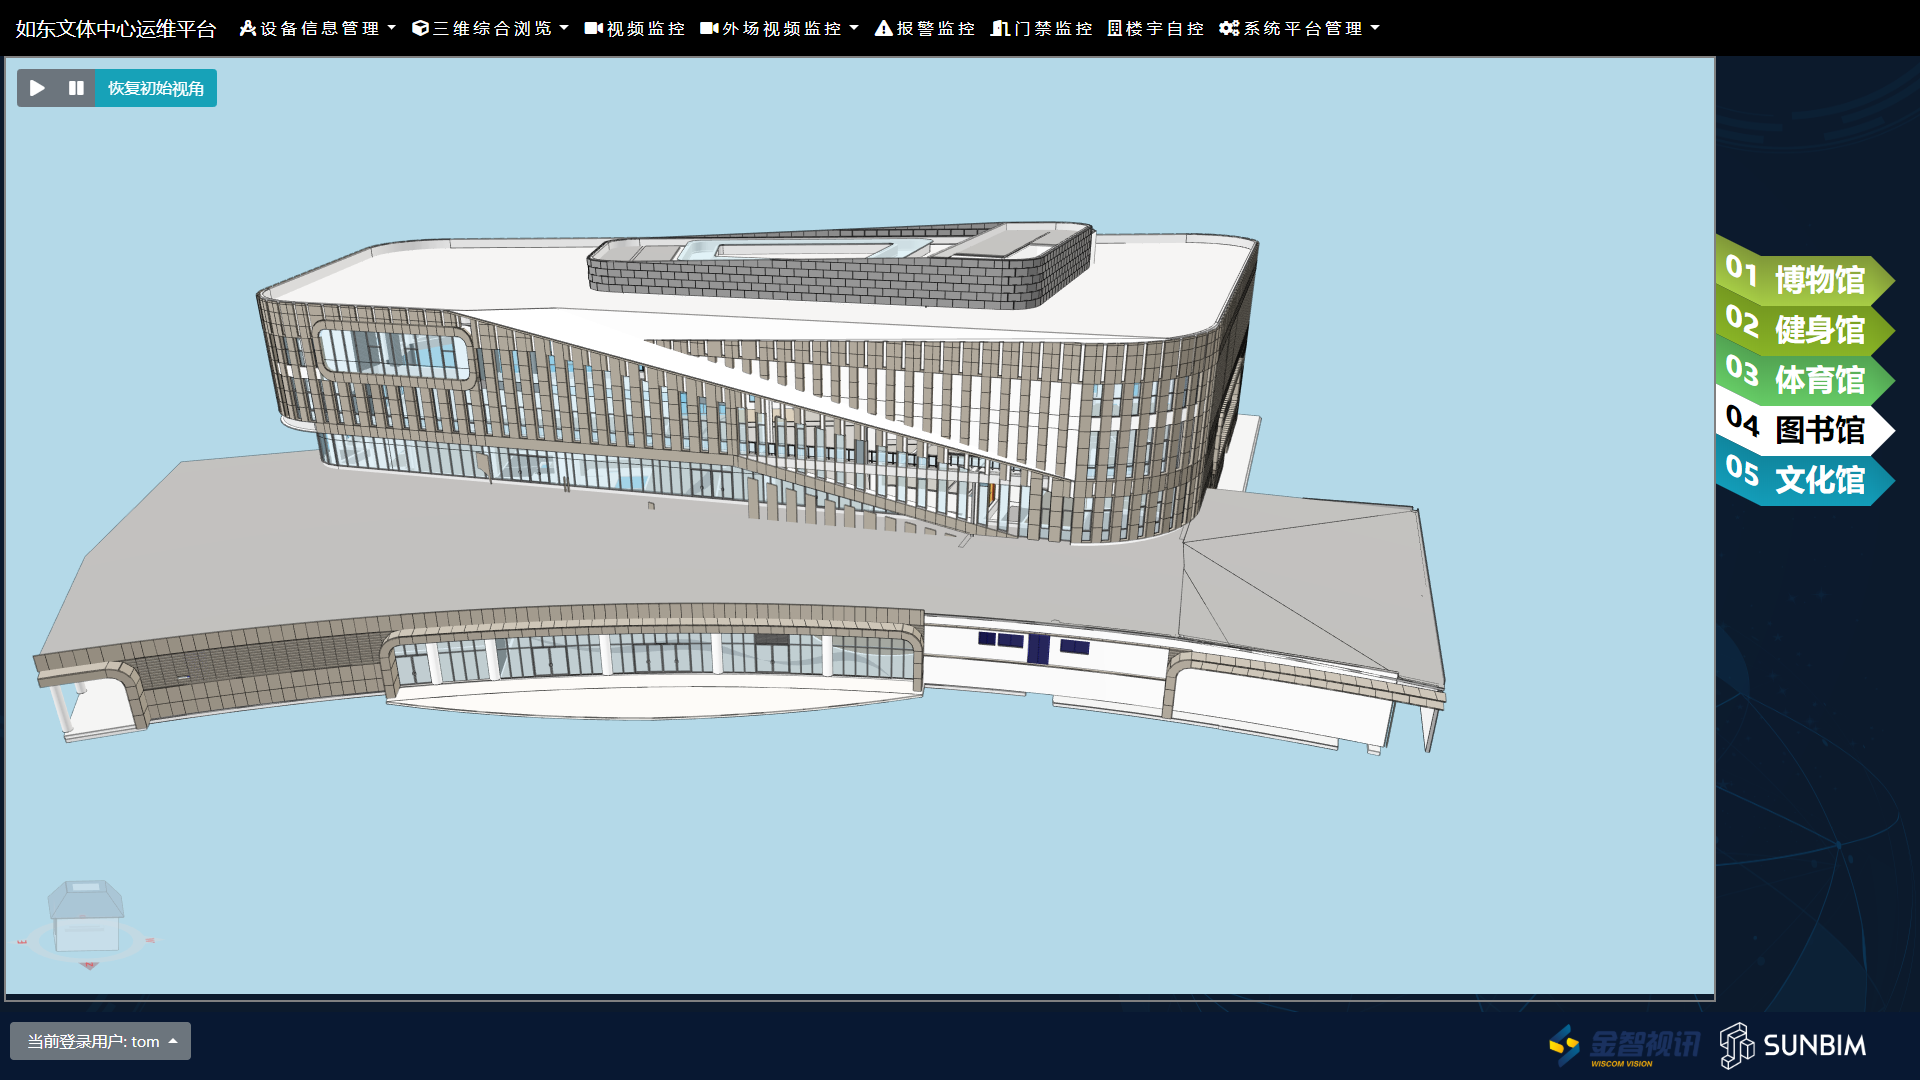 如东文体中心运维平台 设备信息管理 三维综合浏览 视频监控 外场视频监控 报警监控 门禁监控 楼宇自控 系统平台管理
恢复初始视角
01 博物馆
02 健身馆
03 体育馆
04 图书馆
05 文化馆
当前登录用户: tom
金智视讯
WISCOM VISION
SUNBIM